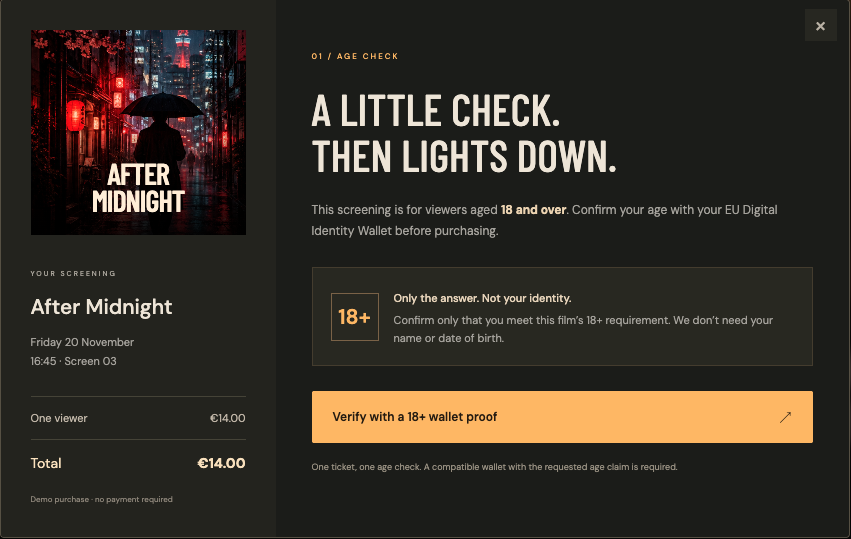 AFTER
MIDNIGHT
YOUR SCREENING
After Midnight
Friday 20 November
16:45 · Screen 03
One viewer €14.00
Total €14.00
Demo purchase · no payment required
×
01 / AGE CHECK
A LITTLE CHECK.
THEN LIGHTS DOWN.
This screening is for viewers aged 18 and over. Confirm your age with your EU Digital
Identity Wallet before purchasing.
18+
Only the answer. Not your identity.
Confirm only that you meet this film’s 18+ requirement. We don’t need your
name or date of birth.
Verify with a 18+ wallet proof ↗
One ticket, one age check. A compatible wallet with the requested age claim is required.